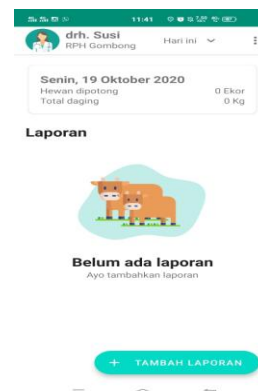 11:41
drh. Susi
RPH Gombong
Hari ini
Senin, 19 Oktober 2020
Hewan dipotong 0 Ekor
Total daging 0 Kg
Laporan
Belum ada laporan
Ayo tambahkan laporan
+ TAMBAH LAPORAN